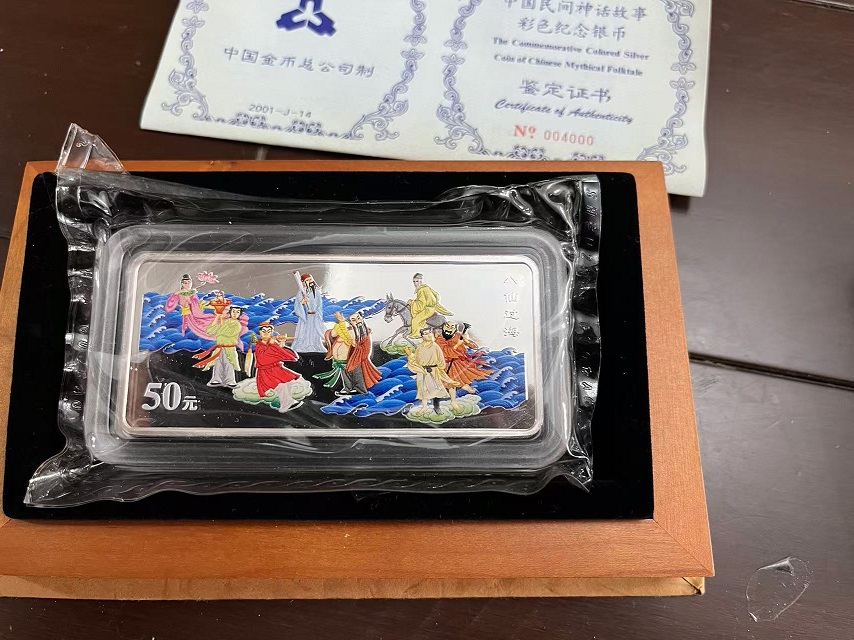 中国金币总公司制
2001-J-14
中国民间神话故事
彩色纪念银币
The Commemorative Colored Silver
Coin of Chinese Mythical Folktale
鉴定证书
Certificate of Authenticity
Nº 004000
八仙过海
50元